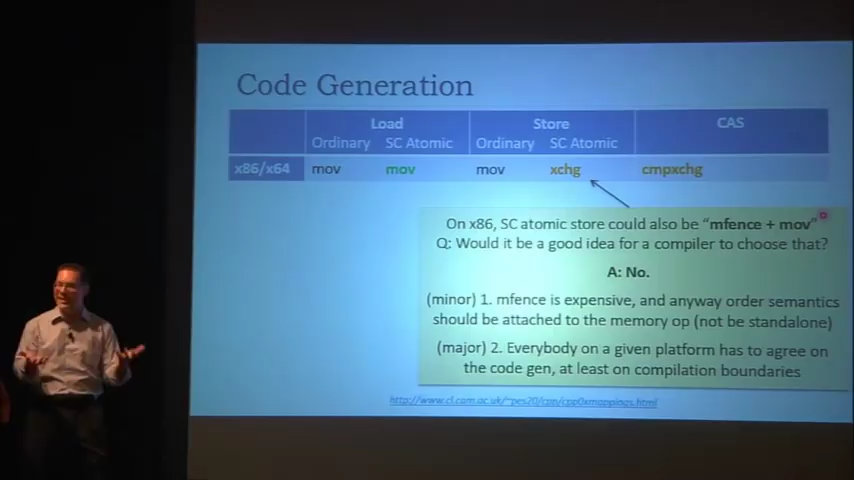 Code Generation
Load Store CAS
Ordinary SC Atomic Ordinary SC Atomic
x86/x64 mov mov mov xchg cmpxchg
On x86, SC atomic store could also be “mfence + mov”
Q: Would it be a good idea for a compiler to choose that?
A: No.
(minor) 1. mfence is expensive, and anyway order semantics
should be attached to the memory op (not be standalone)
(major) 2. Everybody on a given platform has to agree on
the code gen, at least on compilation boundaries
http://www.cl.cam.ac.uk/~pes20/cpp/cpp0xmappings.html